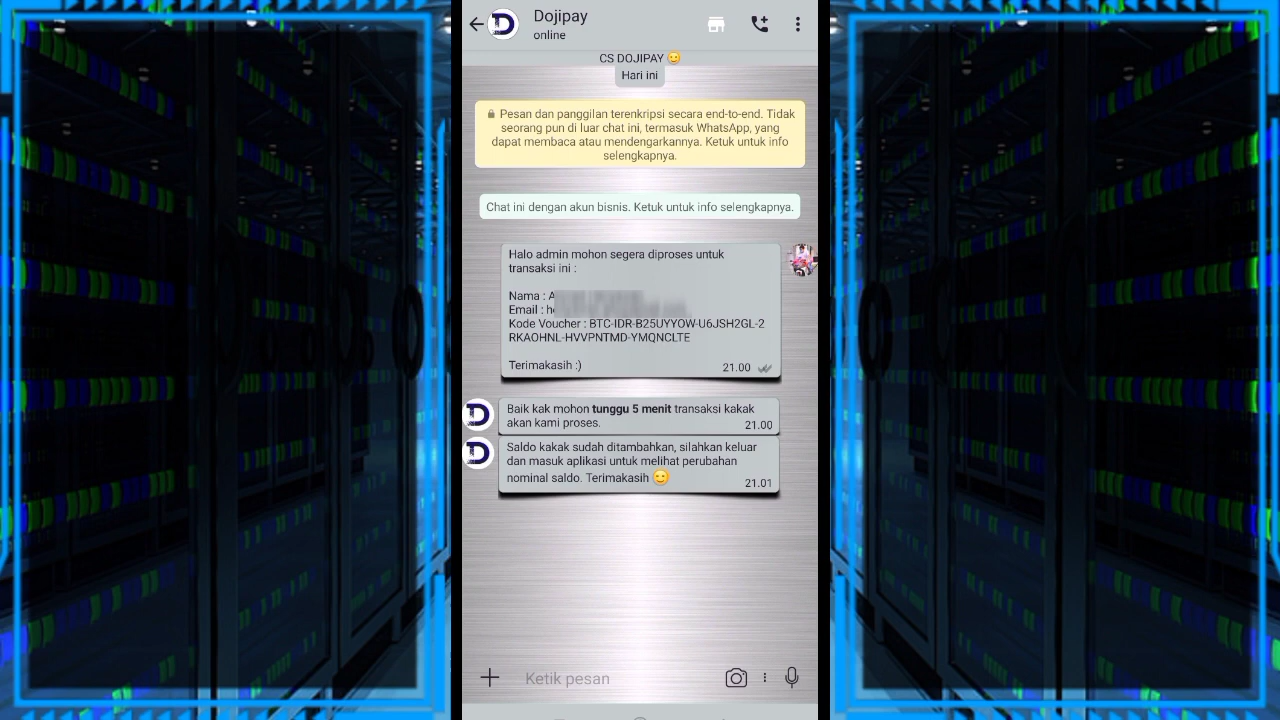 Dojipay
online
CS DOJIPAY 😊
Hari ini
Pesan dan panggilan terenkripsi secara end-to-end. Tidak
seorang pun di luar chat ini, termasuk WhatsApp, yang
dapat membaca atau mendengarkannya. Ketuk untuk info
selengkapnya.
Chat ini dengan akun bisnis. Ketuk untuk info selengkapnya.
Halo admin mohon segera diproses untuk
transaksi ini :
Nama : A
Email : h
Kode Voucher : BTC-IDR-B25UYYOW-U6JSH2GL-2
RKAOHNL-HVVPNTMD-YMQNCLTE
Terimakasih :)
21.00
Baik kak mohon tunggu 5 menit transaksi kakak
akan kami proses.
21.00
Saldo kakak sudah ditambahkan, silahkan keluar
dan masuk aplikasi untuk melihat perubahan
nominal saldo. Terimakasih 😊
21.01
Ketik pesan